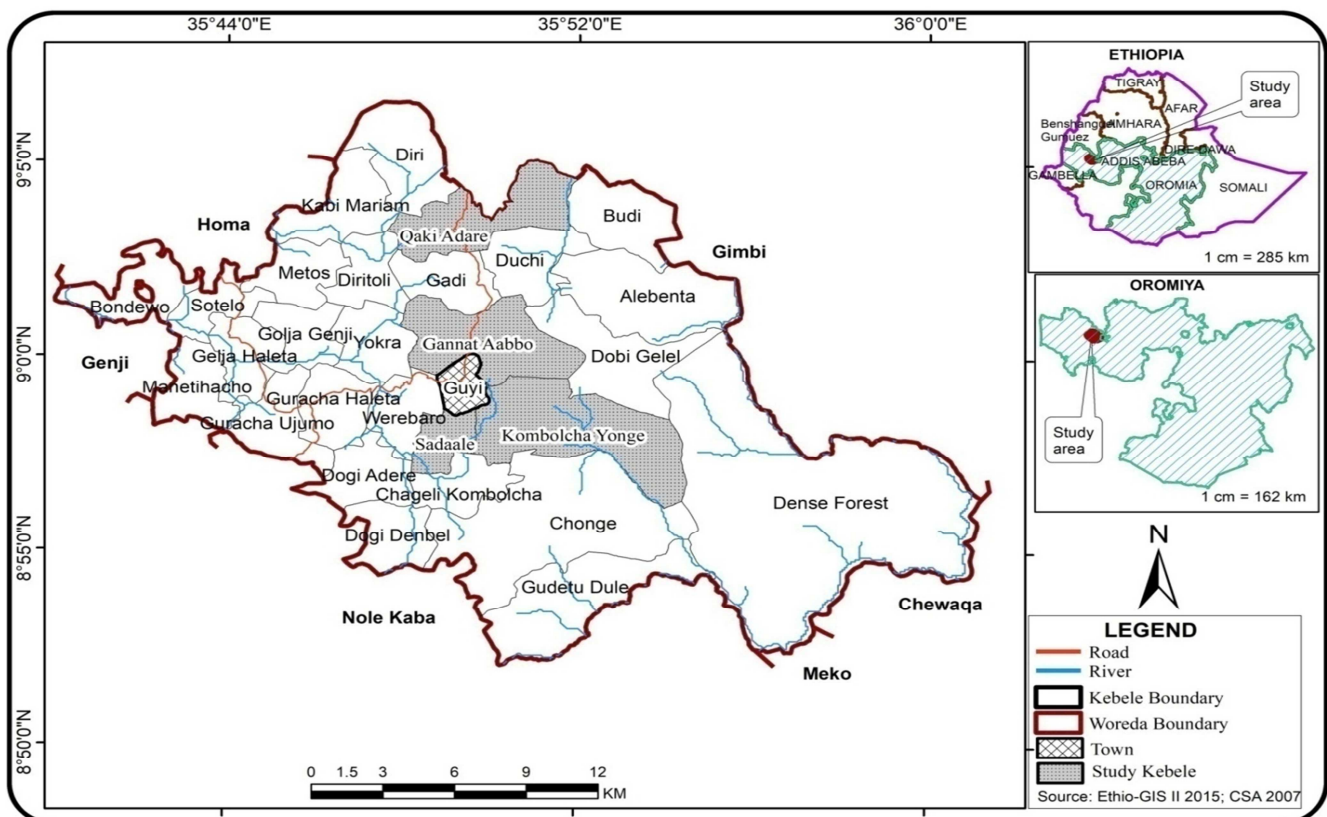 35°44'0"E 35°52'0"E 36°0'0"E
9°5'0"N
9°0'0"N
8°55'0"N
8°50'0"N
Diri
Kabi Mariam
Homa
Qaki Adare
Budi
Gimbi
Duchi
Metos
Diritoli
Gadi
Alebenta
Bondewo
Sotelo
Golja Genji
Yokra
Gannat Aabbo
Dobi Gelel
Genji
Gelja Haleta
Manetihacho
Guyi
Guracha Haleta
Werebaro
Guracha Ujumo
Sadaale
Kombolcha Yonge
Dogi Adere
Chageli Kombolcha
Dense Forest
Chonge
Dogi Denbel
Gudetu Dule
Nole Kaba
Chewaqa
Meko
0 1.5 3 6 9 12
KM
ETHIOPIA
Study
area
TIGRAY
AFAR
AMHARA
Benshanguel
Gumuez
DIRE DAWA
ADDIS ABEBA
GAMBELLA
OROMIA
SOMALI
1 cm = 285 km
OROMIYA
Study
area
1 cm = 162 km
N
LEGEND
Road
River
Kebele Boundary
Woreda Boundary
Town
Study Kebele
Source: Ethio-GIS II 2015; CSA 2007